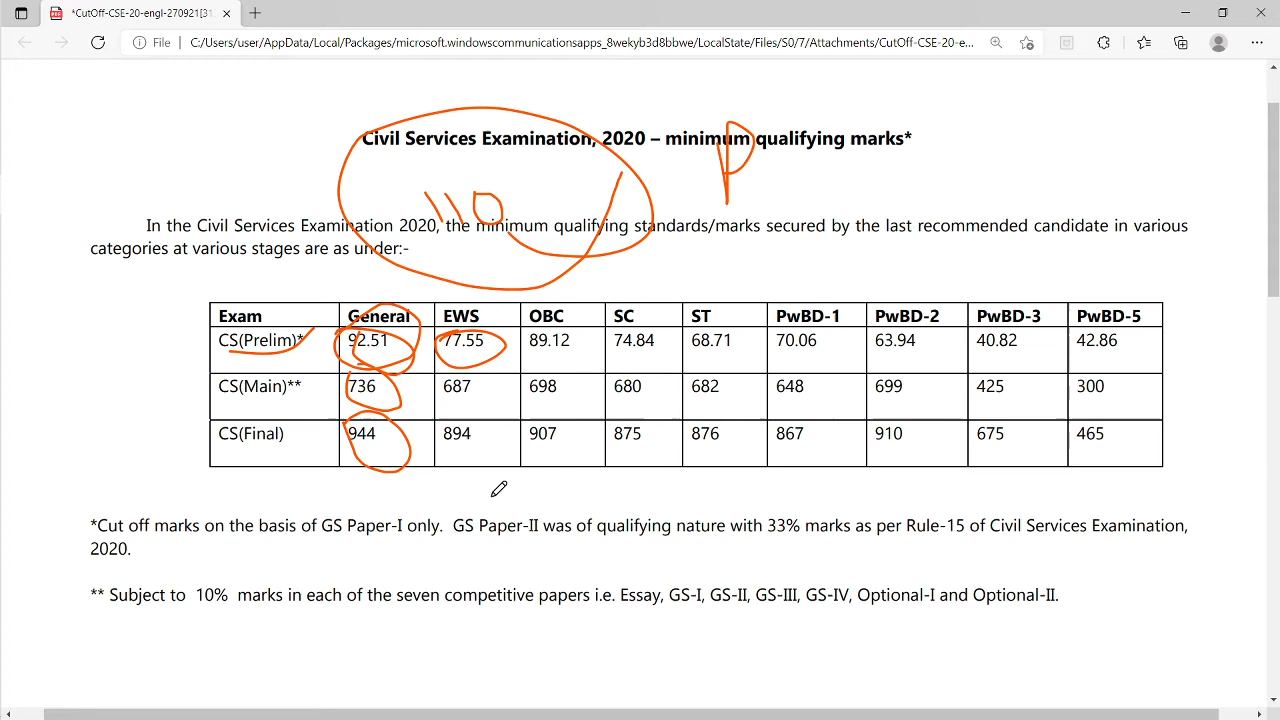 *CutOff-CSE-20-engl-270921[31.
File C:/Users/user/AppData/Local/Packages/microsoft.windowscommunicationsapps_8wekyb3d8bbwe/LocalState/Files/S0/7/Attachments/CutOff-CSE-20-e...
Civil Services Examination, 2020 – minimum qualifying marks*
P
110
In the Civil Services Examination 2020, the minimum qualifying standards/marks secured by the last recommended candidate in various
categories at various stages are as under:-
Exam General EWS OBC SC ST PwBD-1 PwBD-2 PwBD-3 PwBD-5
CS(Prelim)* 92.51 77.55 89.12 74.84 68.71 70.06 63.94 40.82 42.86
CS(Main)** 736 687 698 680 682 648 699 425 300
CS(Final) 944 894 907 875 876 867 910 675 465
*Cut off marks on the basis of GS Paper-I only. GS Paper-II was of qualifying nature with 33% marks as per Rule-15 of Civil Services Examination,
2020.
** Subject to 10% marks in each of the seven competitive papers i.e. Essay, GS-I, GS-II, GS-III, GS-IV, Optional-I and Optional-II.